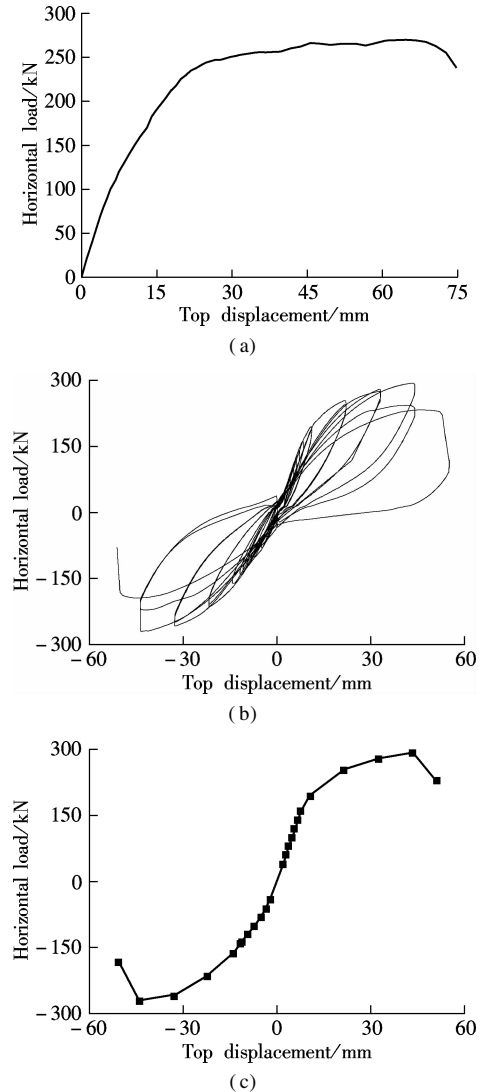 300
250
200
150
100
50
0
Horizontal load/kN
0 15 30 45 60 75
Top displacement/mm
(a)
300
150
0
-150
-300
Horizontal load/kN
-60 -30 0 30 60
Top displacement/mm
(b)
300
150
0
-150
-300
Horizontal load/kN
-60 -30 0 30 60
Top displacement/mm
(c)